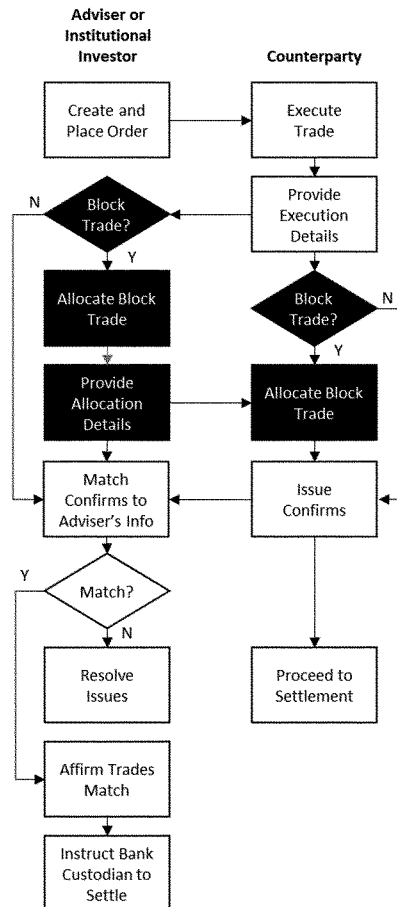 Adviser or
Institutional
Investor
Counterparty
Create and
Place Order
Execute
Trade
Provide
Execution
Details
N
Block
Trade?
Y
Allocate Block
Trade
Block
Trade?
N
Y
Provide
Allocation
Details
Allocate Block
Trade
Match
Confirms to
Adviser's Info
Issue
Confirms
Y
Match?
N
Resolve
Issues
Proceed to
Settlement
Affirm Trades
Match
Instruct Bank
Custodian to
Settle